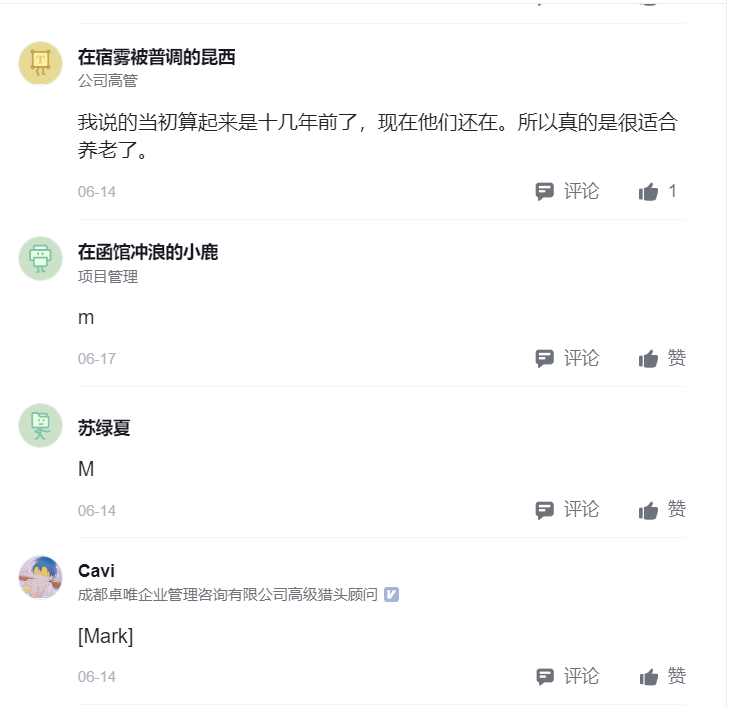 在宿雾被普调的昆西
公司高管
我说的当初算起来是十几年前了，现在他们还在。所以真的是很适合
养老了。
06-14 评论 1
在函馆冲浪的小鹿
项目管理
m
06-17 评论 赞
苏绿夏
M
06-14 评论 赞
Cavi
成都卓唯企业管理咨询有限公司高级猎头顾问
[Mark]
06-14 评论 赞